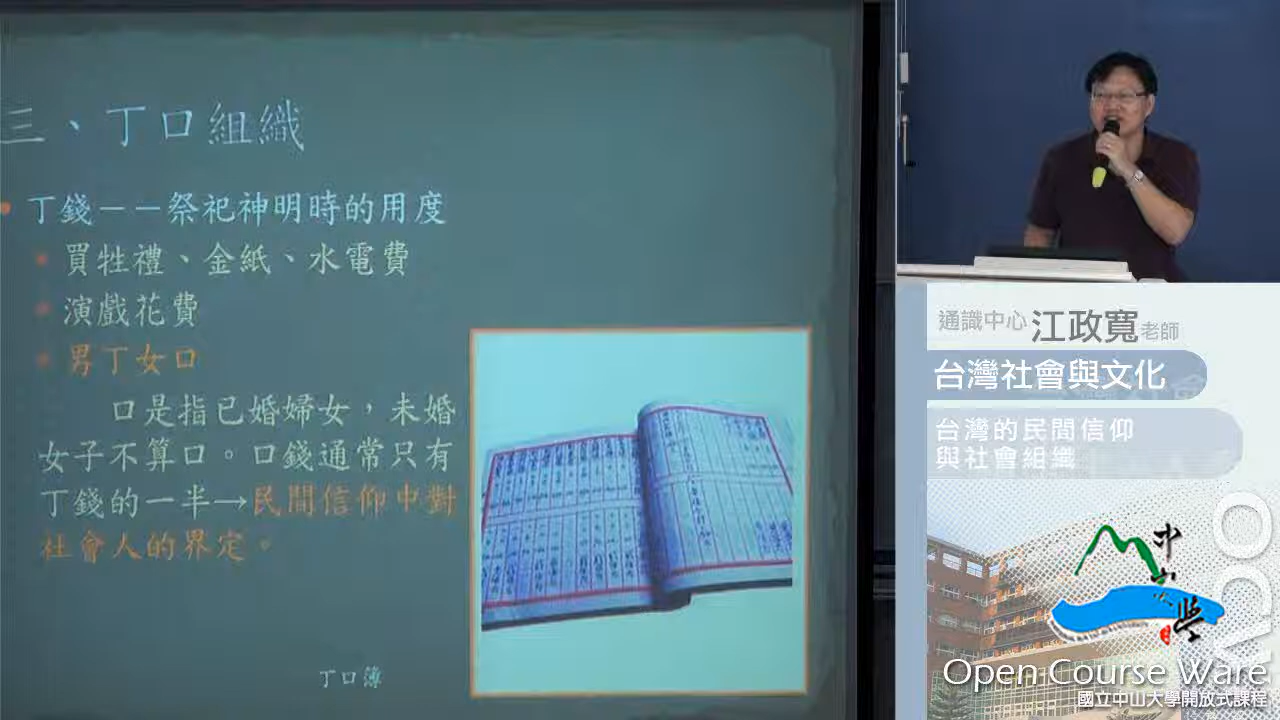 三、丁口組織
丁錢－－祭祀神明時的用度
買牲禮、金紙、水電費
演戲花費
男丁女口
口是指已婚婦女，未婚
女子不算口。口錢通常只有
丁錢的一半→民間信仰中對
社會人的界定。
丁口簿
通識中心 江政寬 老師
台灣社會與文化
台灣的民間信仰
與社會組織
中山大學
OCW
Open Course Ware
國立中山大學開放式課程